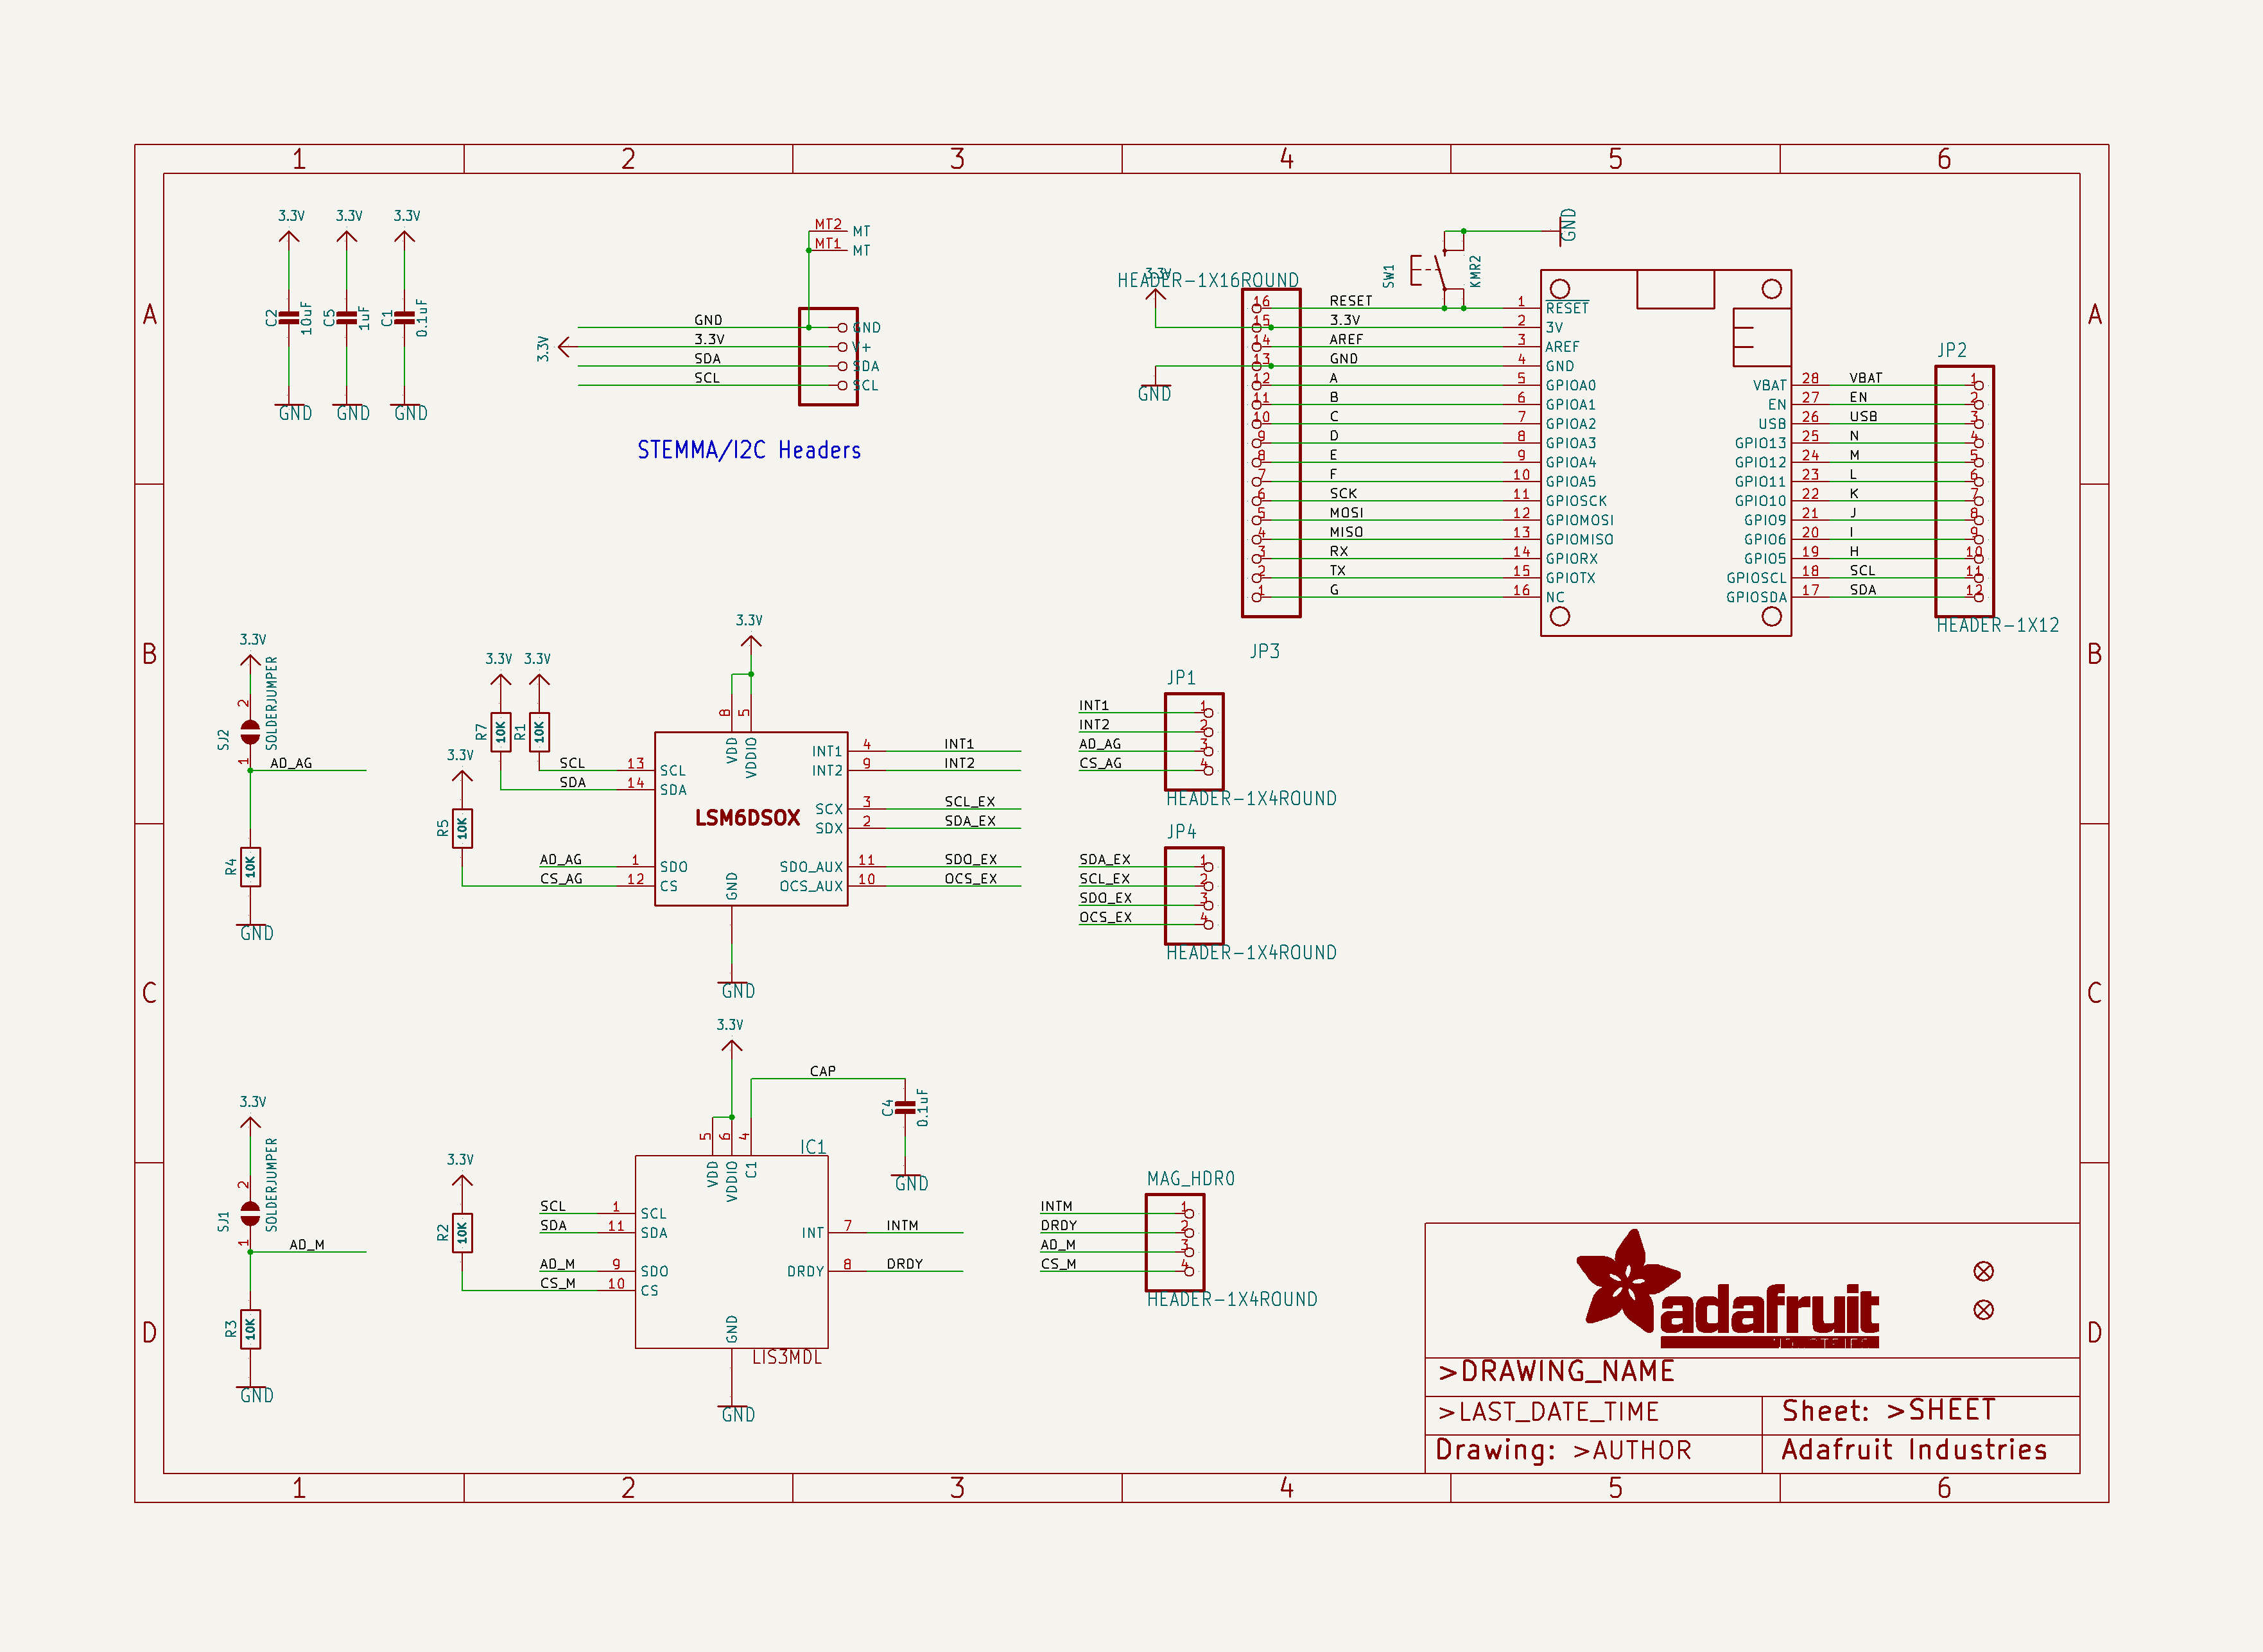 1 2 3 4 5 6
A A
B B
C C
D D
3.3V 3.3V 3.3V
C2 10uF C5 1uF C1 0.1uF
GND GND GND
MT2 MT
MT1 MT
GND GND
3.3V 3.3V V+
SDA SDA
SCL SCL
STEMMA/I2C Headers
GND
SW1 KMR2
3.3V
HEADER-1X16ROUND
GND
16 RESET 1 RESET
15 3.3V 2 3V
14 AREF 3 AREF
13 GND 4 GND
12 A 5 GPIOA0
11 B 6 GPIOA1
10 C 7 GPIOA2
9 D 8 GPIOA3
8 E 9 GPIOA4
7 F 10 GPIOA5
6 SCK 11 GPIOSCK
5 MOSI 12 GPIOMOSI
4 MISO 13 GPIOMISO
3 RX 14 GPIORX
2 TX 15 GPIOTX
1 G 16 NC
JP3
JP2
VBAT 28 VBAT 1
EN 27 EN 2
USB 26 USB 3
GPIO13 25 N 4
GPIO12 24 M 5
GPIO11 23 L 6
GPIO10 22 K 7
GPIO9 21 J 8
GPIO6 20 I 9
GPIO5 19 H 10
GPIOSCL 18 SCL 11
GPIOSDA 17 SDA 12
HEADER-1X12
3.3V
SJ2 2 1 SOLDERJUMPER
AD_AG
R4 10K
GND
3.3V 3.3V
R7 10K R1 10K
3.3V
R5 10K
3.3V
8 5
VDD VDDIO
SCL 13 SCL
SDA 14 SDA
LSM6DSOX
AD_AG 1 SDO
CS_AG 12 CS
GND
INT1 4 INT1
INT2 9 INT2
SCX 3 SCL_EX
SDX 2 SDA_EX
SDO_AUX 11 SDO_EX
OCS_AUX 10 OCS_EX
GND
JP1
INT1 1
INT2 2
AD_AG 3
CS_AG 4
HEADER-1X4ROUND
JP4
SDA_EX 1
SCL_EX 2
SDO_EX 3
OCS_EX 4
HEADER-1X4ROUND
3.3V
SJ1 2 1 SOLDERJUMPER
AD_M
R3 10K
GND
3.3V
R2 10K
3.3V
CAP
C4 0.1uF
GND
5 6 4
IC1
VDD VDDIO C1
SCL 1 SCL
SDA 11 SDA
AD_M 9 SDO
CS_M 10 CS
INT 7 INTM
DRDY 8 DRDY
GND
LIS3MDL
GND
MAG_HDR0
INTM 1
DRDY 2
AD_M 3
CS_M 4
HEADER-1X4ROUND
adafruit
>DRAWING_NAME
>LAST_DATE_TIME
Sheet: >SHEET
Drawing: >AUTHOR
Adafruit Industries
1 2 3 4 5 6